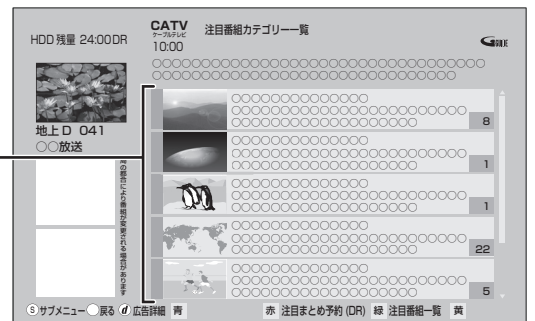 HDD 残量 24:00 DR
CATV
ケーブルテレビ
10:00
注目番組カテゴリー一覧
G GUIDE
○○○○○○○○○○○○○○○○○○○○○○○○○○○○○○○○○○
○○○○○○○○○○○○○○○○○○○○○○○○○○○○○○○
地上D 041
○○放送
局の都合により番組が変更される場合があります
○○○○○○○○○○○○○○
○○○○○○○○○○○○○○○○○○○○○○○○
○○○○○○○○○○○○○○○○○○○
8
○○○○○○○○○○○○○○
○○○○○○○○○○○○○○○○○○○○○○○○
○○○○○○○○○○○○○○○○○○○
1
○○○○○○○○○○○○○○
○○○○○○○○○○○○○○○○○○○○○○○○
○○○○○○○○○○○○○○○○○○○
1
○○○○○○○○○○○○○○
○○○○○○○○○○○○○○○○○○○○○○○○
○○○○○○○○○○○○○○○○○○○
22
○○○○○○○○○○○○○○
○○○○○○○○○○○○○○○○○○○○○○○○
○○○○○○○○○○○○○○○○○○○
5
S サブメニュー 戻る d 広告詳細 青 赤 注目まとめ予約 (DR) 緑 注目番組一覧 黄